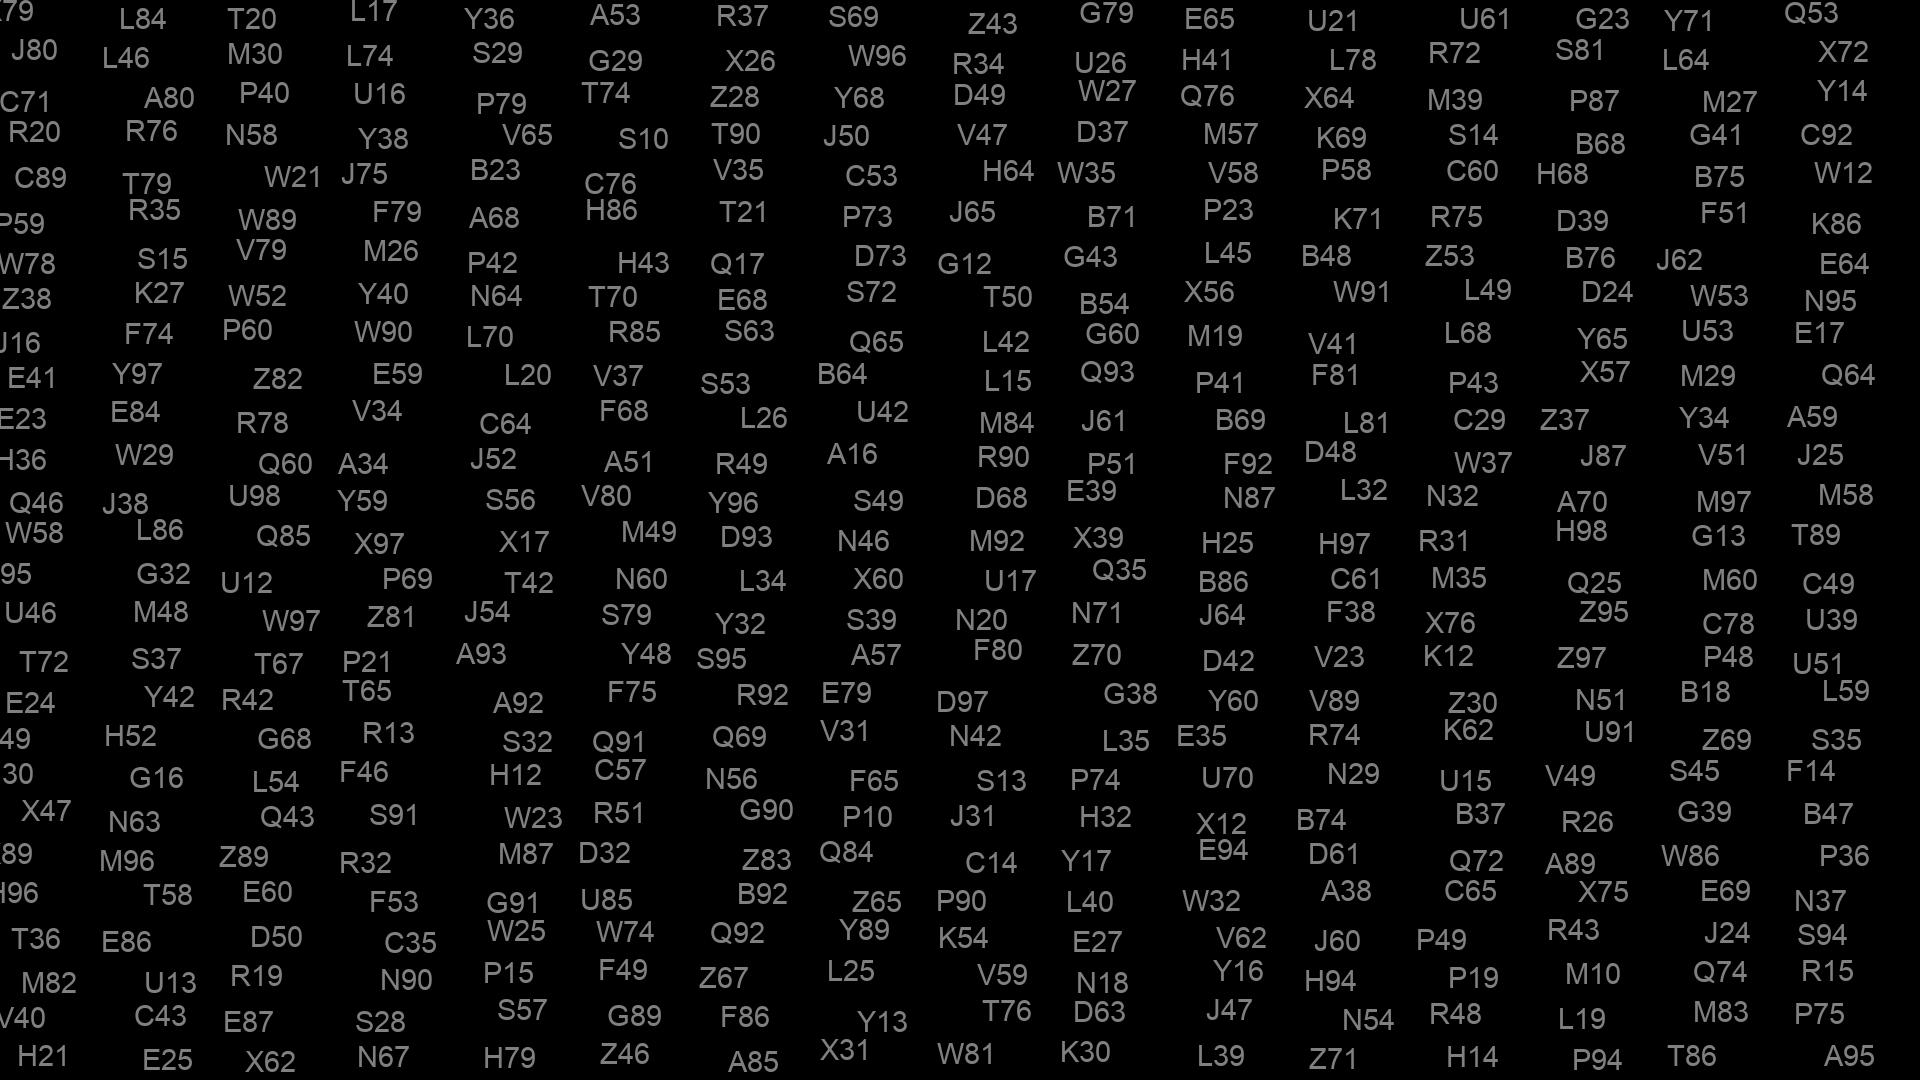 79 L84 T20 L17 Y36 A53 R37 S69 Z43 G79 E65 U21 U61 G23 Y71 Q53
J80 L46 M30 L74 S29 G29 X26 W96 R34 U26 H41 L78 R72 S81 L64 X72
C71 A80 P40 U16 P79 T74 Z28 Y68 D49 W27 Q76 X64 M39 P87 M27 Y14
R20 R76 N58 Y38 V65 S10 T90 J50 V47 D37 M57 K69 S14 B68 G41 C92
C89 T79 W21 J75 B23 C76 V35 C53 H64 W35 V58 P58 C60 H68 B75 W12
P59 R35 W89 F79 A68 H86 T21 P73 J65 B71 P23 K71 R75 D39 F51 K86
W78 S15 V79 M26 P42 H43 Q17 D73 G12 G43 L45 B48 Z53 B76 J62 E64
Z38 K27 W52 Y40 N64 T70 E68 S72 T50 B54 X56 W91 L49 D24 W53 N95
J16 F74 P60 W90 L70 R85 S63 Q65 L42 G60 M19 V41 L68 Y65 U53 E17
E41 Y97 Z82 E59 L20 V37 S53 B64 L15 Q93 P41 F81 P43 X57 M29 Q64
E23 E84 R78 V34 C64 F68 L26 U42 M84 J61 B69 L81 C29 Z37 Y34 A59
H36 W29 Q60 A34 J52 A51 R49 A16 R90 P51 F92 D48 W37 J87 V51 J25
Q46 J38 U98 Y59 S56 V80 Y96 S49 D68 E39 N87 L32 N32 A70 M97 M58
W58 L86 Q85 X97 X17 M49 D93 N46 M92 X39 H25 H97 R31 H98 G13 T89
95 G32 U12 P69 T42 N60 L34 X60 U17 Q35 B86 C61 M35 Q25 M60 C49
U46 M48 W97 Z81 J54 S79 Y32 S39 N20 N71 J64 F38 X76 Z95 C78 U39
T72 S37 T67 P21 A93 Y48 S95 A57 F80 Z70 D42 V23 K12 Z97 P48 U51
E24 Y42 R42 T65 A92 F75 R92 E79 D97 G38 Y60 V89 Z30 N51 B18 L59
49 H52 G68 R13 S32 Q91 Q69 V31 N42 L35 E35 R74 K62 U91 Z69 S35
30 G16 L54 F46 H12 C57 N56 F65 S13 P74 U70 N29 U15 V49 S45 F14
X47 N63 Q43 S91 W23 R51 G90 P10 J31 H32 X12 B74 B37 R26 G39 B47
89 M96 Z89 R32 M87 D32 Z83 Q84 C14 Y17 E94 D61 Q72 A89 W86 P36
H96 T58 E60 F53 G91 U85 B92 Z65 P90 L40 W32 A38 C65 X75 E69 N37
T36 E86 D50 C35 W25 W74 Q92 Y89 K54 E27 V62 J60 P49 R43 J24 S94
M82 U13 R19 N90 P15 F49 Z67 L25 V59 N18 Y16 H94 P19 M10 Q74 R15
V40 C43 E87 S28 S57 G89 F86 Y13 T76 D63 J47 N54 R48 L19 M83 P75
H21 E25 X62 N67 H79 Z46 A85 X31 W81 K30 L39 Z71 H14 P94 T86 A95